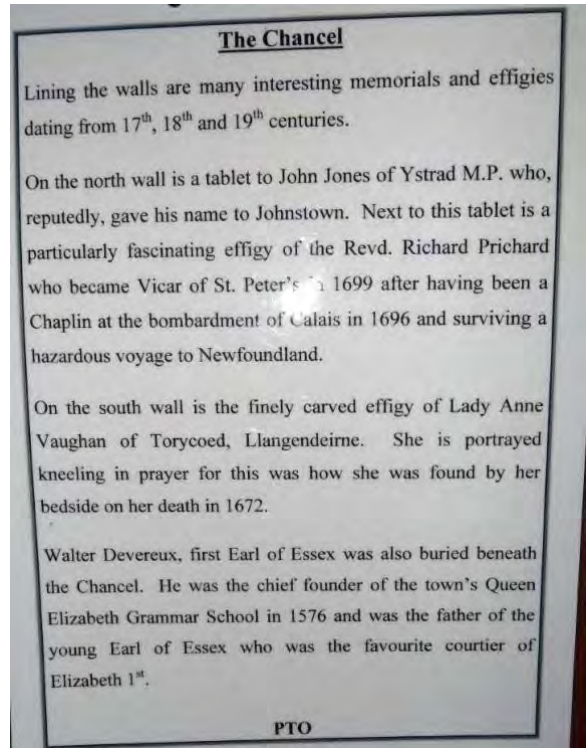 The Chancel
Lining the walls are many interesting memorials and effigies
dating from 17th, 18th and 19th centuries.
On the north wall is a tablet to John Jones of Ystrad M.P. who,
reputedly, gave his name to Johnstown. Next to this tablet is a
particularly fascinating effigy of the Revd. Richard Prichard
who became Vicar of St. Peter's 1699 after having been a
Chaplin at the bombardment of Calais in 1696 and surviving a
hazardous voyage to Newfoundland.
On the south wall is the finely carved effigy of Lady Anne
Vaughan of Torycoed, Llangendeirne. She is portrayed
kneeling in prayer for this was how she was found by her
bedside on her death in 1672.
Walter Devereux, first Earl of Essex was also buried beneath
the Chancel. He was the chief founder of the town's Queen
Elizabeth Grammar School in 1576 and was the father of the
young Earl of Essex who was the favourite courtier of
Elizabeth 1st.
PTO